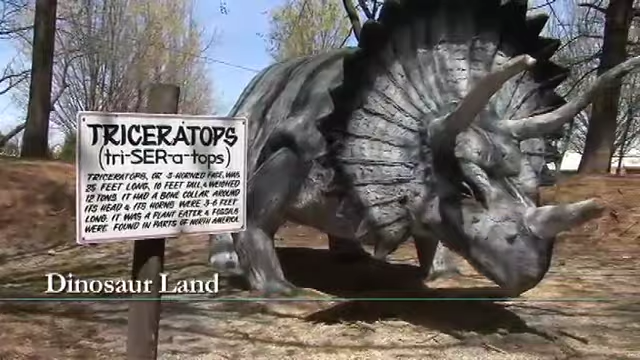 TRICERATOPS
(tri-SER-a-tops)
TRICERATOPS, OR 3 HORNED FACE, WAS
25 FEET LONG, 10 FEET TALL, & WEIGHED
12 TONS. IT HAD A BONE COLLAR AROUND
ITS HEAD & ITS HORNS WERE 3-6 FEET
LONG. IT WAS A PLANT EATER & FOSSILS
WERE FOUND IN PARTS OF NORTH AMERICA
Dinosaur Land